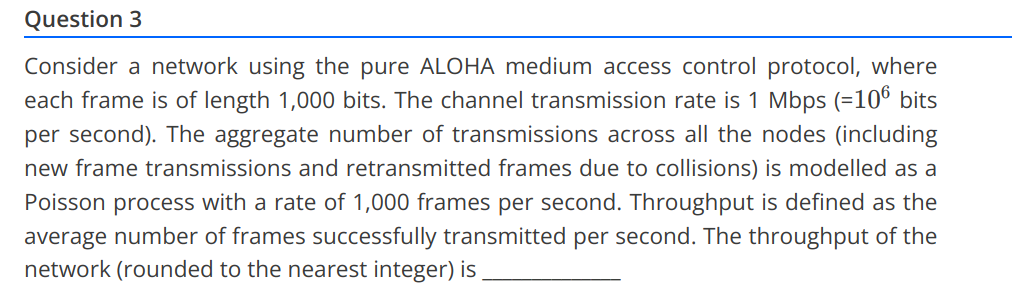 Question 3
Consider a network using the pure ALOHA medium access control protocol, where
each frame is of length 1,000 bits. The channel transmission rate is 1 Mbps (=10⁶ bits
per second). The aggregate number of transmissions across all the nodes (including
new frame transmissions and retransmitted frames due to collisions) is modelled as a
Poisson process with a rate of 1,000 frames per second. Throughput is defined as the
average number of frames successfully transmitted per second. The throughput of the
network (rounded to the nearest integer) is ______________